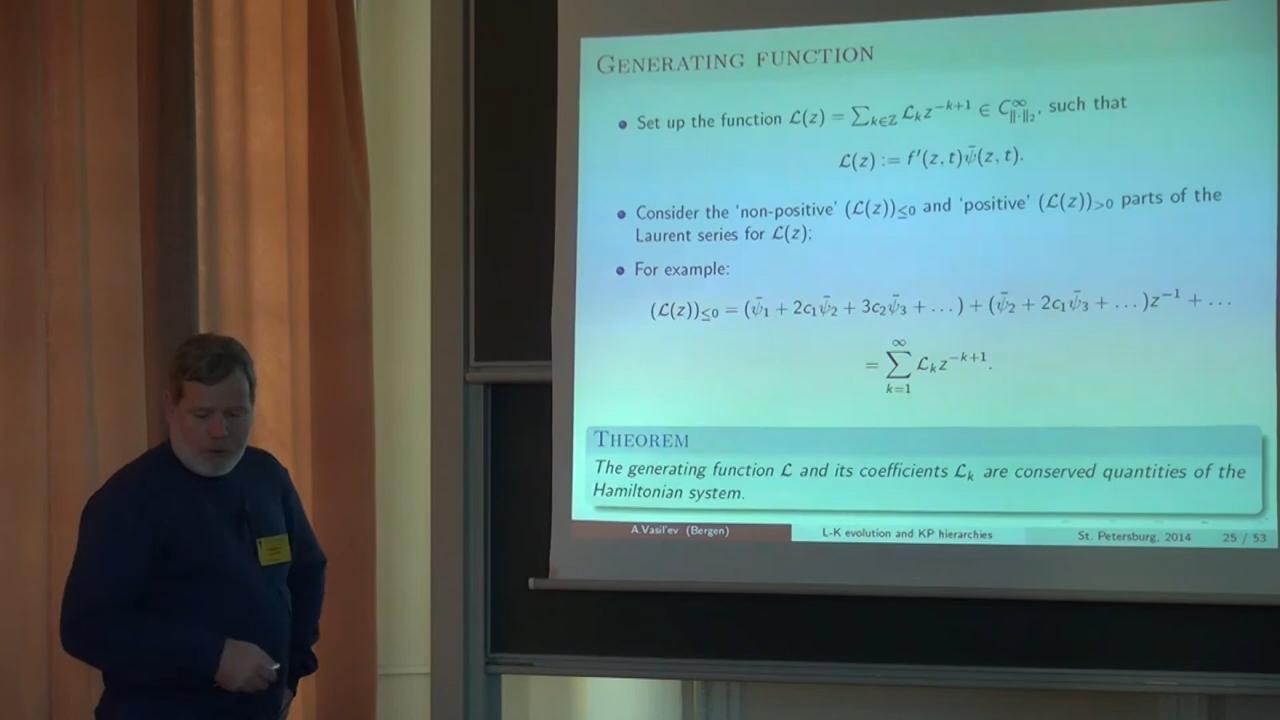 GENERATING FUNCTION
Set up the function ℒ(z) = ∑_{k∈ℤ} ℒ_k z^{−k+1} ∈ C^∞_{‖·‖_2}, such that
ℒ(z) := f′(z, t)ψ̄(z, t).
Consider the 'non-positive' (ℒ(z))_{≤0} and 'positive' (ℒ(z))_{>0} parts of the
Laurent series for ℒ(z);
For example:
(ℒ(z))_{≤0} = (ψ̄_1 + 2c_1ψ̄_2 + 3c_2ψ̄_3 + . . . ) + (ψ̄_2 + 2c_1ψ̄_3 + . . . )z^{−1} + . . .
= ∑_{k=1}^{∞} ℒ_k z^{−k+1}.
THEOREM
The generating function ℒ and its coefficients ℒ_k are conserved quantities of the
Hamiltonian system.
A.Vasil'ev (Bergen) L-K evolution and KP hierarchies St. Petersburg, 2014 25 / 53